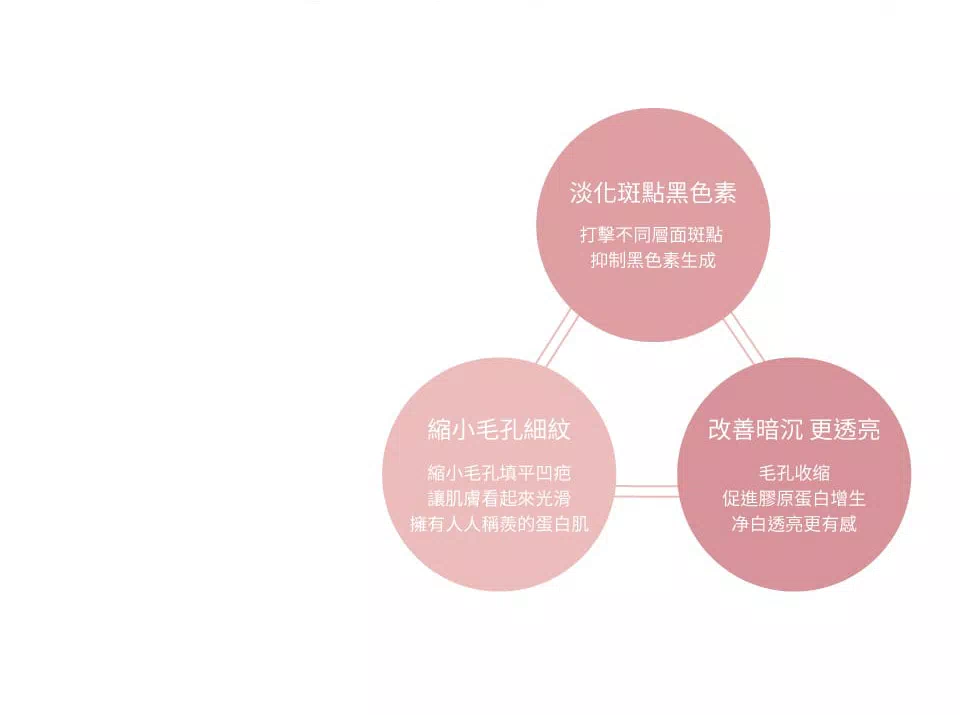 淡化斑點黑色素
打擊不同層面斑點
抑制黑色素生成
縮小毛孔細紋
縮小毛孔填平凹疤
讓肌膚看起來光滑
擁有人人稱羨的蛋白肌
改善暗沉 更透亮
毛孔收缩
促進膠原蛋白增生
净白透亮更有感